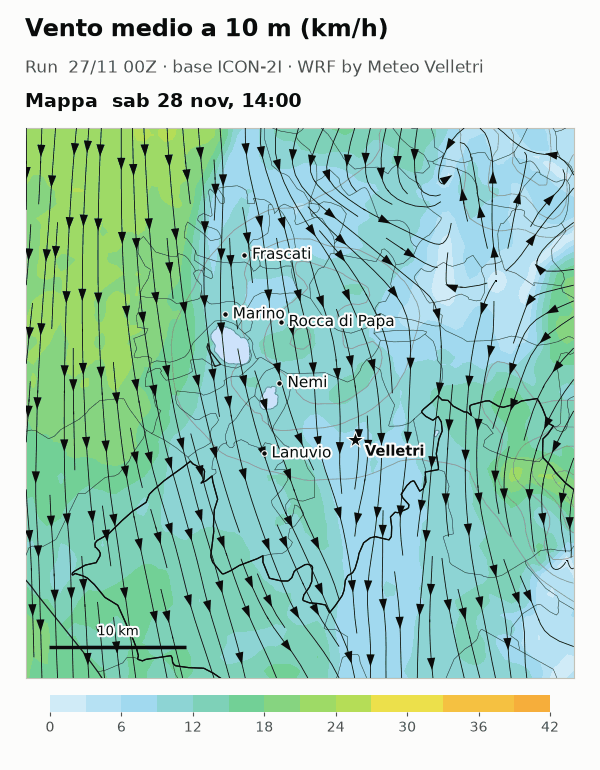 Vento medio a 10 m (km/h)
Run  27/11 00Z · base ICON-2I · WRF by Meteo Velletri
Mappa  sab 28 nov, 14:00
Frascati
Marino
Rocca di Papa
Nemi
Velletri
Lanuvio
10 km
0 6 12 18 24 30 36 42